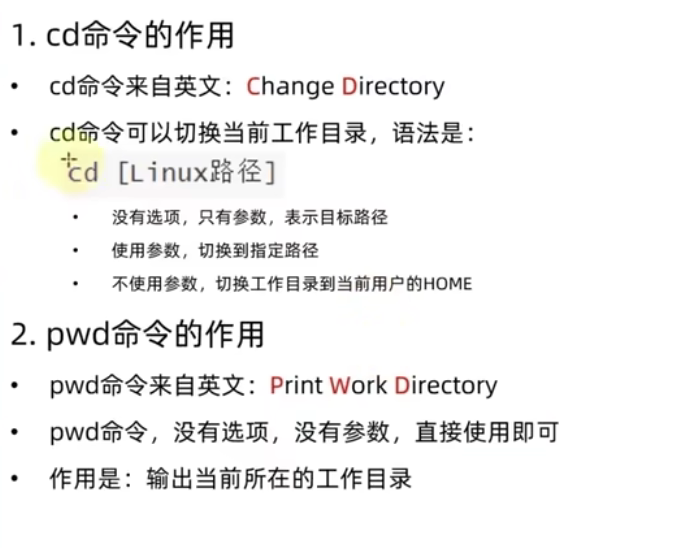 1. cd命令的作用
• cd命令来自英文：Change Directory
• cd命令可以切换当前工作目录，语法是：
cd [Linux路径]
• 没有选项，只有参数，表示目标路径
• 使用参数，切换到指定路径
• 不使用参数，切换工作目录到当前用户的HOME
2. pwd命令的作用
• pwd命令来自英文：Print Work Directory
• pwd命令，没有选项，没有参数，直接使用即可
• 作用是：输出当前所在的工作目录